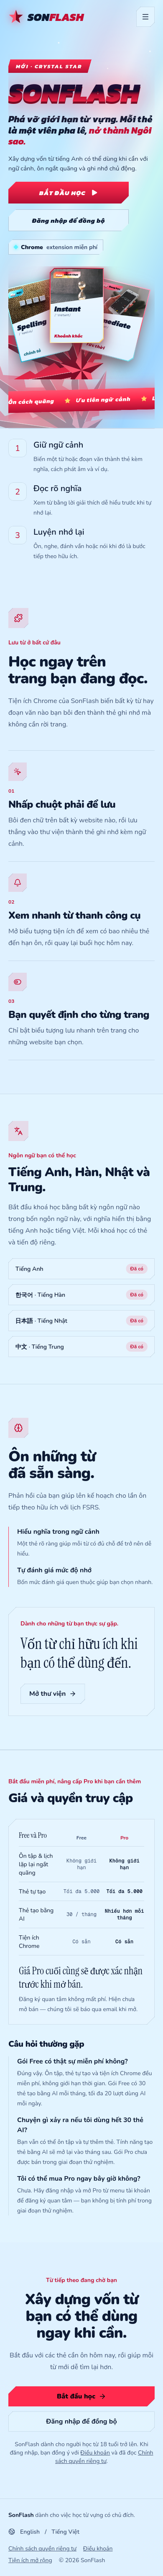 SONFLASH
MỚI · CRYSTAL STAR
SONFLASH
Phá vỡ giới hạn từ vựng. Mỗi thẻ
là một viên pha lê, nở thành Ngôi
sao.
Xây dựng vốn từ tiếng Anh có thể dùng khi cần với
gợi ý cách dùng, ôn ngắt quãng và ghi nhớ chủ động.
BẮT ĐẦU HỌC
Đăng nhập để đồng bộ
Chrome extension miễn phí
Spelling
Instant
Khoảnh khắc
Ôn cách quãng
Ưu tiên ngữ cảnh
1
Giữ ngữ cảnh
Biến một từ hoặc đoạn văn thành thẻ kèm
nghĩa, cách phát âm và ví dụ.
2
Đọc rõ nghĩa
Xem từ bằng lời giải thích dễ hiểu trước khi tự
nhớ lại.
3
Luyện nhớ lại
Ôn, nghe, đánh vần hoặc nói khi đó là bước
tiếp theo hữu ích.
Lưu từ ở bất cứ đâu
Học ngay trên
trang bạn đang đọc.
Tiện ích Chrome của SonFlash biến bất kỳ từ hay
đoạn văn nào bạn bôi đen thành thẻ ghi nhớ mà
không cần rời trang.
01
Nhấp chuột phải để lưu
Bôi đen chữ trên bất kỳ website nào, rồi lưu
thẳng vào thư viện thành thẻ ghi nhớ kèm ngữ
cảnh.
02
Xem nhanh từ thanh công cụ
Mở biểu tượng tiện ích để xem có bao nhiêu thẻ
đến hạn ôn, rồi quay lại buổi học hôm nay.
03
Bạn quyết định cho từng trang
Chỉ bật biểu tượng lưu nhanh trên trang cho
những website bạn chọn.
Ngôn ngữ bạn có thể học
Tiếng Anh, Hàn, Nhật và
Trung.
Bắt đầu khoá học bằng bất kỳ ngôn ngữ nào
trong bốn ngôn ngữ này, với nghĩa hiển thị bằng
tiếng Anh hoặc tiếng Việt. Mỗi khoá học có thẻ
và tiến độ riêng.
Tiếng Anh
Đã có
한국어 · Tiếng Hàn
Đã có
日本語 · Tiếng Nhật
Đã có
中文 · Tiếng Trung
Đã có
Ôn những từ
đã sẵn sàng.
Phản hồi của bạn giúp lên kế hoạch cho lần ôn
tiếp theo hữu ích với lịch FSRS.
Hiểu nghĩa trong ngữ cảnh
Một thẻ rõ ràng giúp mỗi từ có đủ chỗ để trở nên dễ
hiểu.
Tự đánh giá mức độ nhớ
Bốn mức đánh giá quen thuộc giúp bạn chọn nhanh.
Dành cho những từ bạn thực sự gặp.
Vốn từ chỉ hữu ích khi
bạn có thể dùng đến.
Mở thư viện
Bắt đầu miễn phí, nâng cấp Pro khi bạn cần thêm
Giá và quyền truy cập
Free và Pro
Free
Pro
Ôn tập & lịch
lặp lại ngắt
quãng
Không giới
hạn
Không giới
hạn
Thẻ tự tạo
Tối đa 5.000
Tối đa 5.000
Thẻ tạo bằng
AI
30 / tháng
Nhiều hơn mỗi
tháng
Tiện ích
Chrome
Có sẵn
Có sẵn
Giá Pro cuối cùng sẽ được xác nhận
trước khi mở bán.
Đăng ký quan tâm không mất phí. Hiện chưa
mở bán — chúng tôi sẽ báo qua email khi mở.
Câu hỏi thường gặp
Gói Free có thật sự miễn phí không?
Đúng vậy. Ôn tập, thẻ tự tạo và tiện ích Chrome đều
miễn phí, không giới hạn thời gian. Gói Free có 30
thẻ tạo bằng AI mỗi tháng, tối đa 20 lượt dùng AI
mỗi ngày.
Chuyện gì xảy ra nếu tôi dùng hết 30 thẻ
AI?
Bạn vẫn có thể ôn tập và tự thêm thẻ. Tính năng tạo
thẻ bằng AI sẽ mở lại vào tháng sau. Gói Pro chưa
được bán trong giai đoạn thử nghiệm.
Tôi có thể mua Pro ngay bây giờ không?
Chưa. Hãy đăng nhập và mở Pro từ menu tài khoản
để đăng ký quan tâm — bạn không bị tính phí trong
giai đoạn thử nghiệm.
Từ tiếp theo đang chờ bạn
Xây dựng vốn từ
bạn có thể dùng
ngay khi cần.
Bắt đầu với các thẻ cần ôn hôm nay, rồi giúp mỗi
từ mới đi tới lại hơn.
Bắt đầu học
Đăng nhập để đồng bộ
SonFlash dành cho người học từ 18 tuổi trở lên. Khi
đăng nhập, bạn đồng ý với Điều khoản và đã đọc Chính
sách quyền riêng tư.
SonFlash dành cho việc học từ vựng có chủ đích.
English / Tiếng Việt
Chính sách quyền riêng tư Điều khoản
Tiện ích mở rộng © 2026 SonFlash